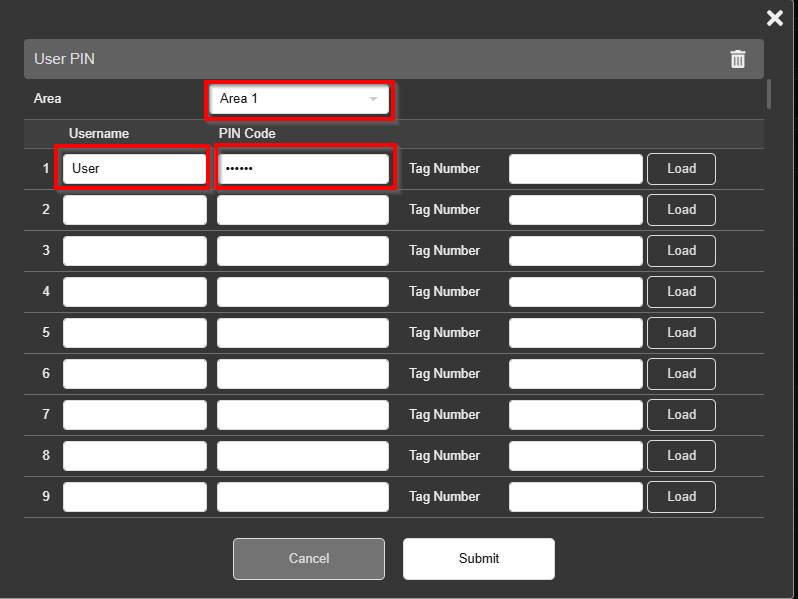 User PIN
Area Area 1
Username PIN Code
1 User •••••• Tag Number Load
2 Tag Number Load
3 Tag Number Load
4 Tag Number Load
5 Tag Number Load
6 Tag Number Load
7 Tag Number Load
8 Tag Number Load
9 Tag Number Load
Cancel Submit